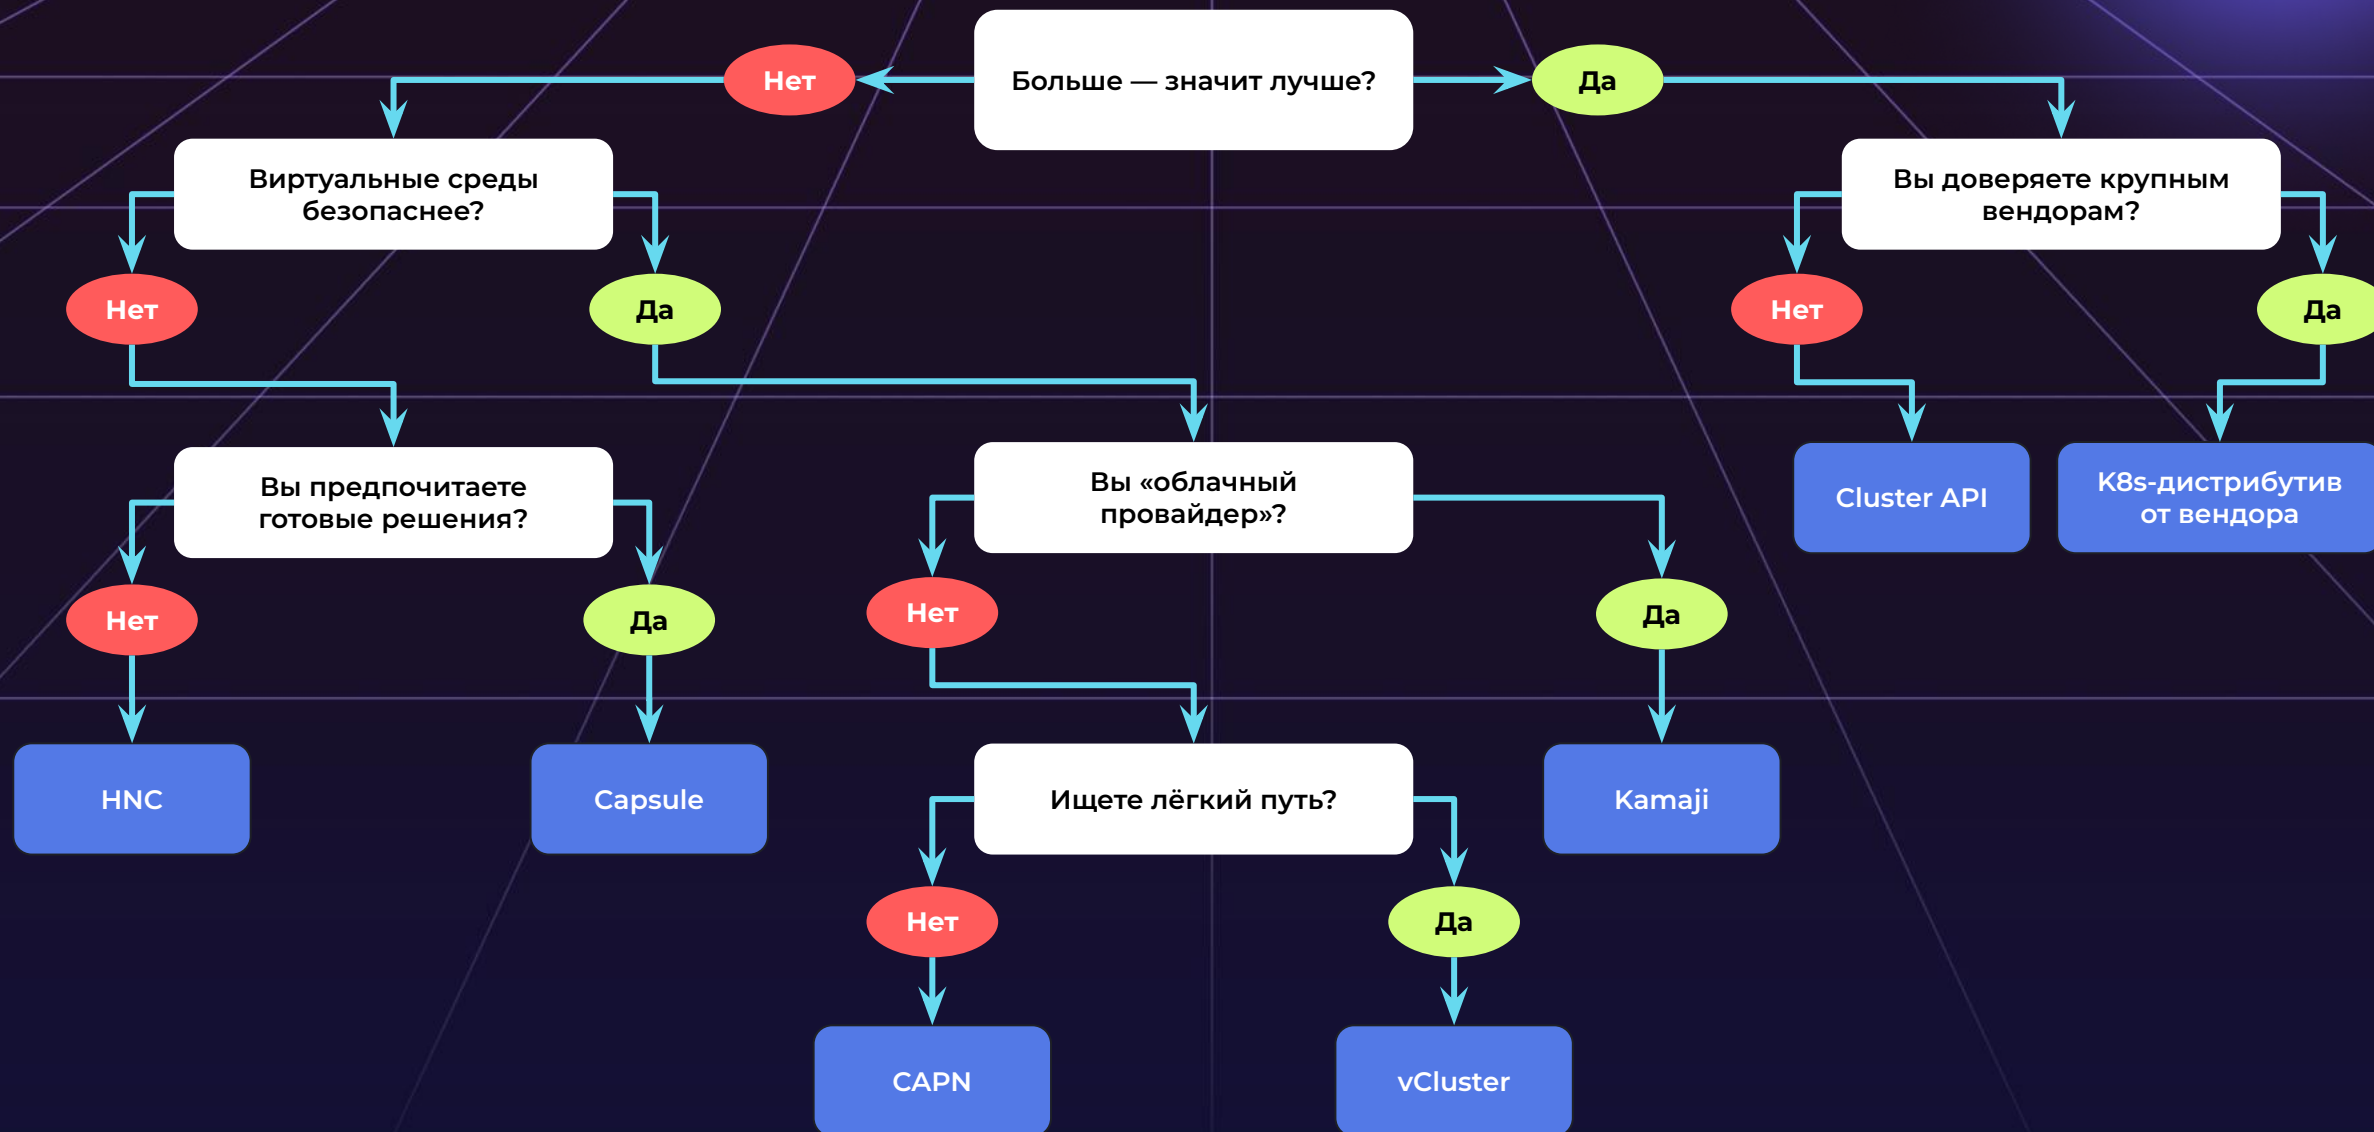 Нет
Больше — значит лучше?
Да
Виртуальные среды
безопаснее?
Вы доверяете крупным
вендорам?
Нет
Да
Нет
Да
Вы предпочитаете
готовые решения?
Вы «облачный
провайдер»?
Cluster API
K8s-дистрибутив
от вендора
Нет
Да
Нет
Да
HNC
Capsule
Ищете лёгкий путь?
Kamaji
Нет
Да
CAPN
vCluster